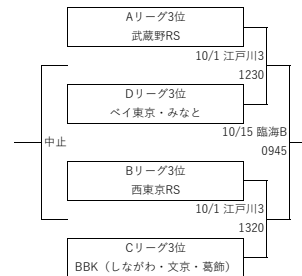 Aリーグ3位
武蔵野RS
10/1 江戸川3
1230
Dリーグ3位
ベイ東京・みなと
10/15 臨海B
0945
中止
Bリーグ3位
西東京RS
10/1 江戸川3
1320
Cリーグ3位
BBK（しながわ・文京・葛飾）